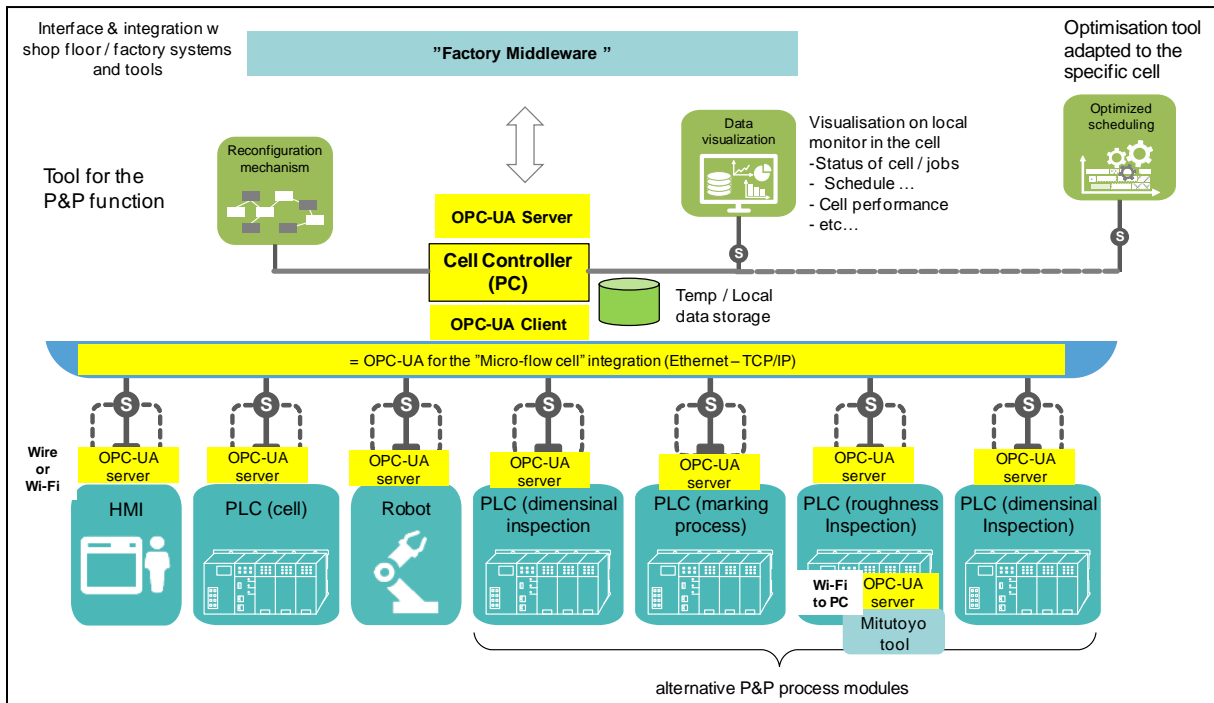 Interface & integration w
shop floor / factory systems
and tools
”Factory Middleware ”
Optimisation tool
adapted to the
specific cell
Reconfiguration
mechanism
Data
visualization
Visualisation on local
monitor in the cell
-Status of cell / jobs
- Schedule …
- Cell performance
- etc…
Optimized
scheduling
Tool for the
P&P function
OPC-UA Server
Cell Controller
(PC)
OPC-UA Client
Temp / Local
data storage
S
S
= OPC-UA for the ”Micro-flow cell” integration (Ethernet – TCP/IP)
S
S
S
S
S
S
S
Wire
or
Wi-Fi
OPC-UA
server
OPC-UA
server
OPC-UA
server
OPC-UA
server
OPC-UA
server
OPC-UA
server
OPC-UA
server
HMI
PLC (cell)
Robot
PLC (dimensinal
inspection
PLC (marking
process)
PLC (roughness
Inspection)
PLC (dimensinal
Inspection)
Wi-Fi
to PC
OPC-UA
server
Mitutoyo
tool
alternative P&P process modules